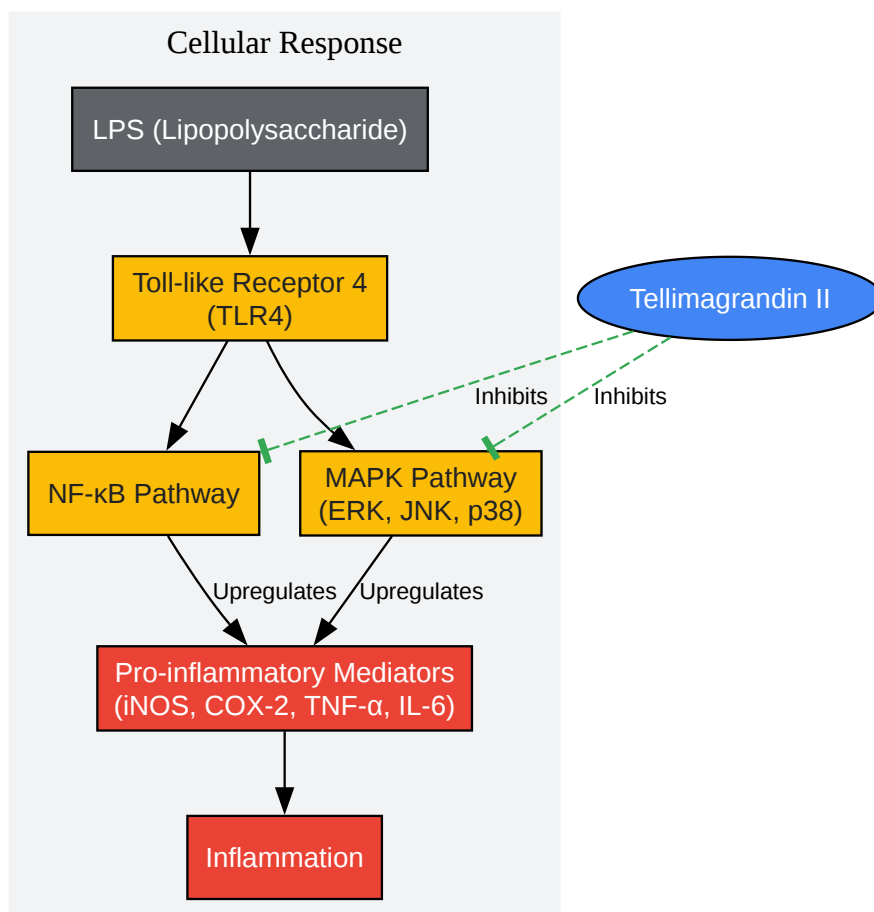 Cellular Response
LPS (Lipopolysaccharide)
Toll-like Receptor 4
(TLR4)
Tellimagrandin II
Inhibits
Inhibits
NF-κB Pathway
MAPK Pathway
(ERK, JNK, p38)
Upregulates
Upregulates
Pro-inflammatory Mediators
(iNOS, COX-2, TNF-α, IL-6)
Inflammation